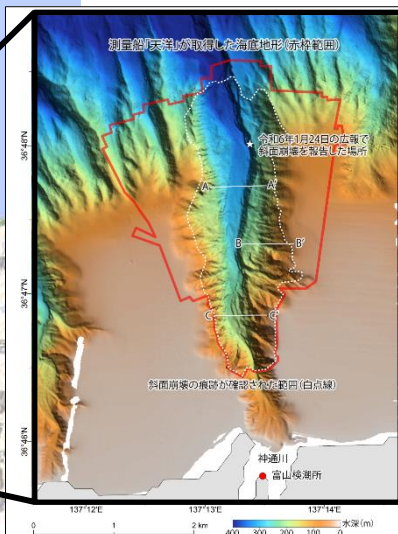 測量船「天洋」が取得した海底地形(赤枠範囲)
36°48'N
令和6年1月24日の広報で
斜面崩壊を報告した場所
A
A'
B
B'
36°47'N
C
C'
斜面崩壊の痕跡が確認された範囲(白点線)
36°46'N
神通川
富山検潮所
137°12'E
137°13'E
137°14'E
0
1
2 km
400
300
200
100
0
水深(m)